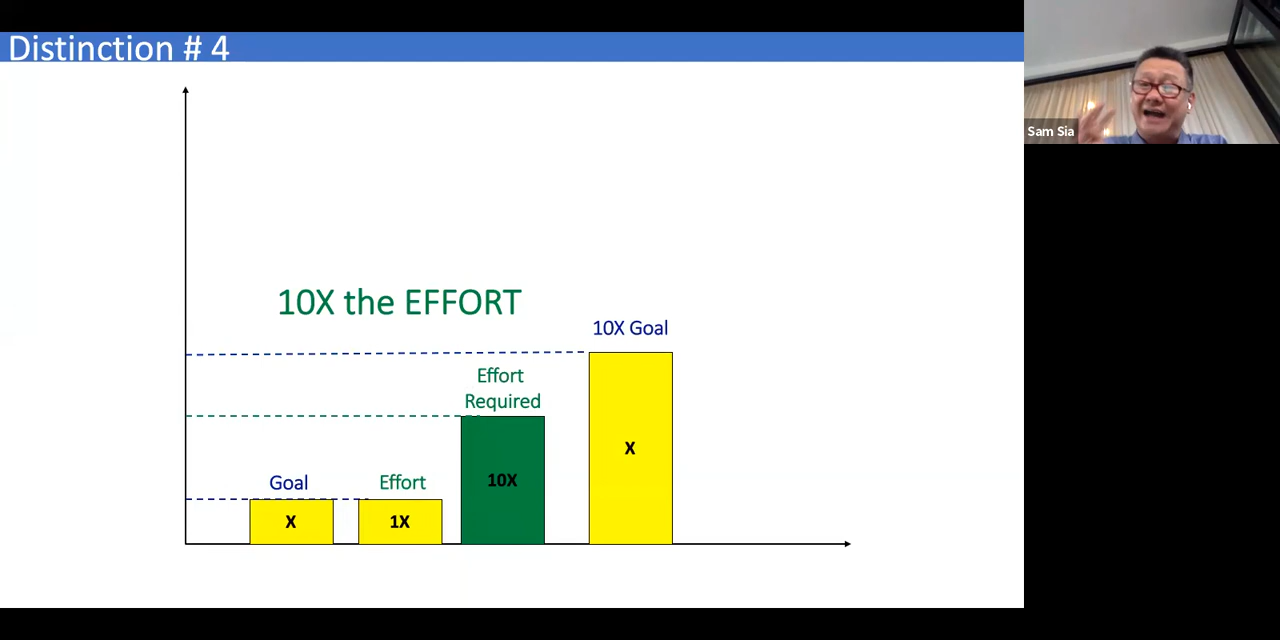 Distinction # 4
Sam Sia
10X the EFFORT
10X Goal
Effort
Required
X
Goal
Effort
10X
X
1X